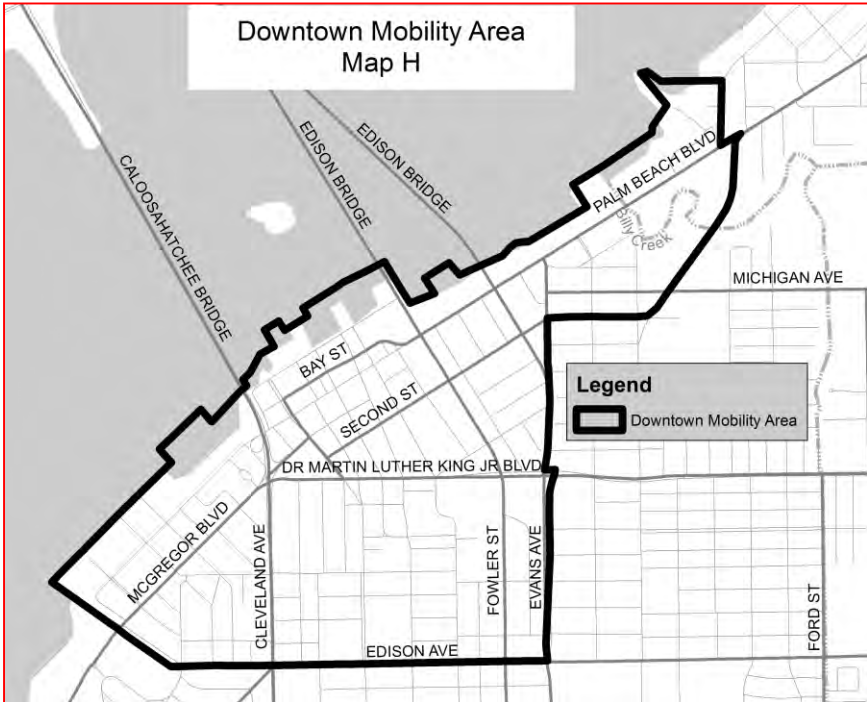 Downtown Mobility Area
Map H
EDISON BRIDGE
EDISON BRIDGE
CALOOSAHATCHEE BRIDGE
PALM BEACH BLVD
Billy Creek
MICHIGAN AVE
BAY ST
SECOND ST
Legend
Downtown Mobility Area
DR MARTIN LUTHER KING JR BLVD
MCGREGOR BLVD
CLEVELAND AVE
FOWLER ST
EVANS AVE
FORD ST
EDISON AVE